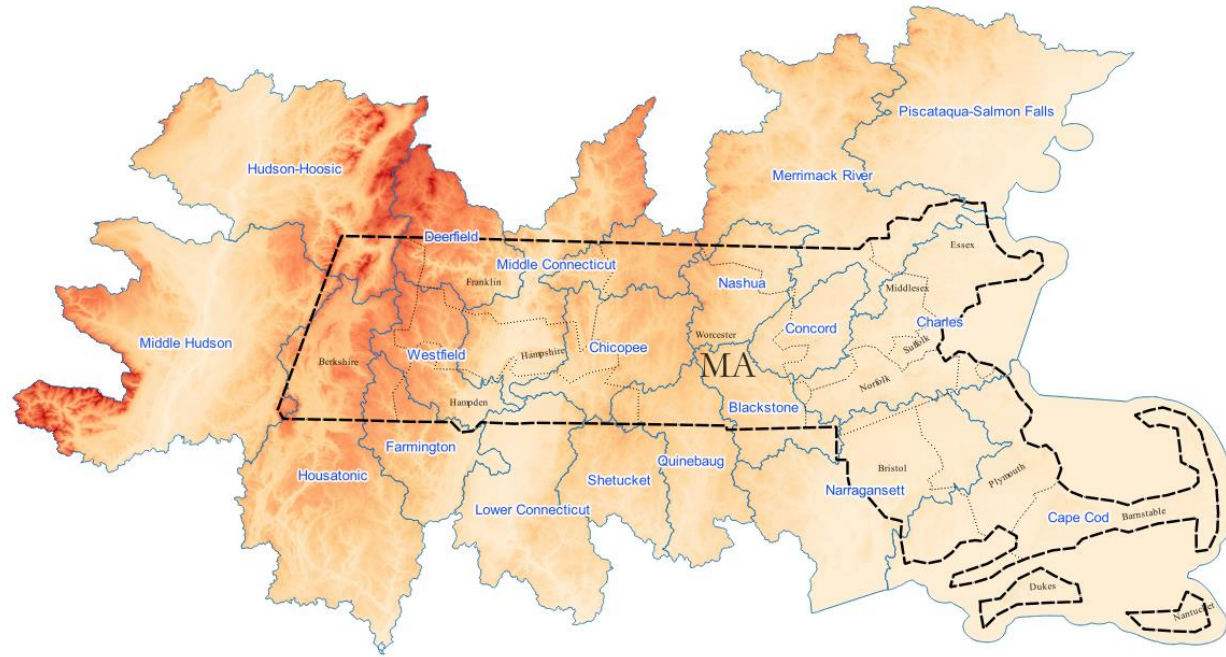 Piscataqua-Salmon Falls
Hudson-Hoosic
Merrimack River
Essex
Deerfield
Middle Connecticut
Franklin
Nashua
Middlesex
Charles
Concord
Worcester
Middle Hudson
Berkshire
Westfield
Hampshire
Chicopee
Suffolk
MA
Norfolk
Hampden
Blackstone
Farmington
Housatonic
Quinebaug
Shetucket
Bristol
Plymouth
Narragansett
Lower Connecticut
Cape Cod
Barnstable
Dukes
Nantucket